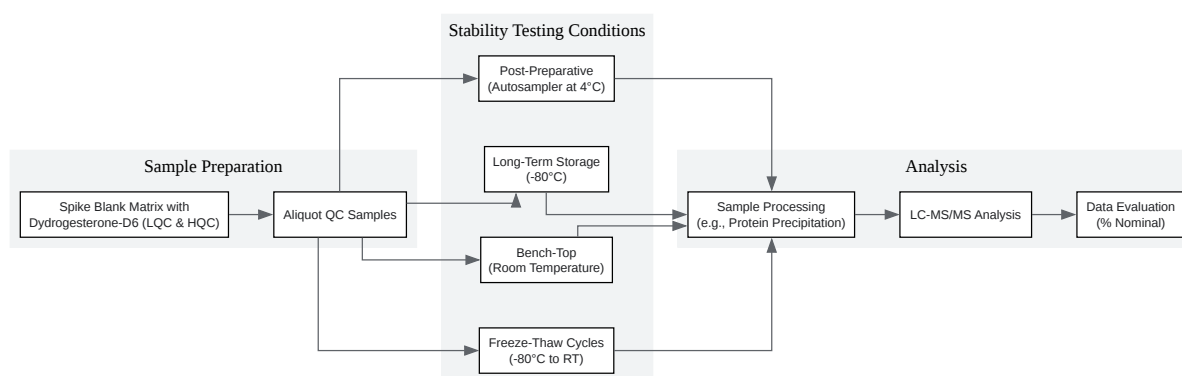 Stability Testing Conditions
Post-Preparative
(Autosampler at 4°C)
Sample Preparation
Long-Term Storage
(-80°C)
Analysis
Spike Blank Matrix with
Dydrogesterone-D6 (LQC & HQC)
Aliquot QC Samples
Sample Processing
(e.g., Protein Precipitation)
LC-MS/MS Analysis
Data Evaluation
(% Nominal)
Bench-Top
(Room Temperature)
Freeze-Thaw Cycles
(-80°C to RT)